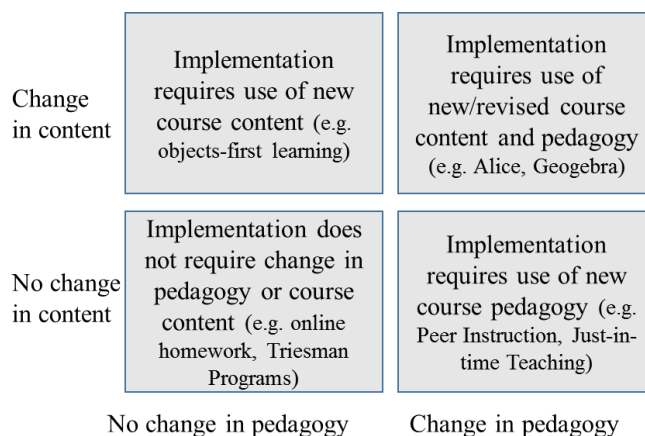 Change
in content
Implementation
requires use of new
course content (e.g.
objects-first learning)
Implementation
requires use of
new/revised course
content and pedagogy
(e.g. Alice, Geogebra)
No change
in content
Implementation does
not require change in
pedagogy or course
content (e.g. online
homework, Triesman
Programs)
Implementation
requires use of new
course pedagogy (e.g.
Peer Instruction, Just-in-
time Teaching)
No change in pedagogy
Change in pedagogy